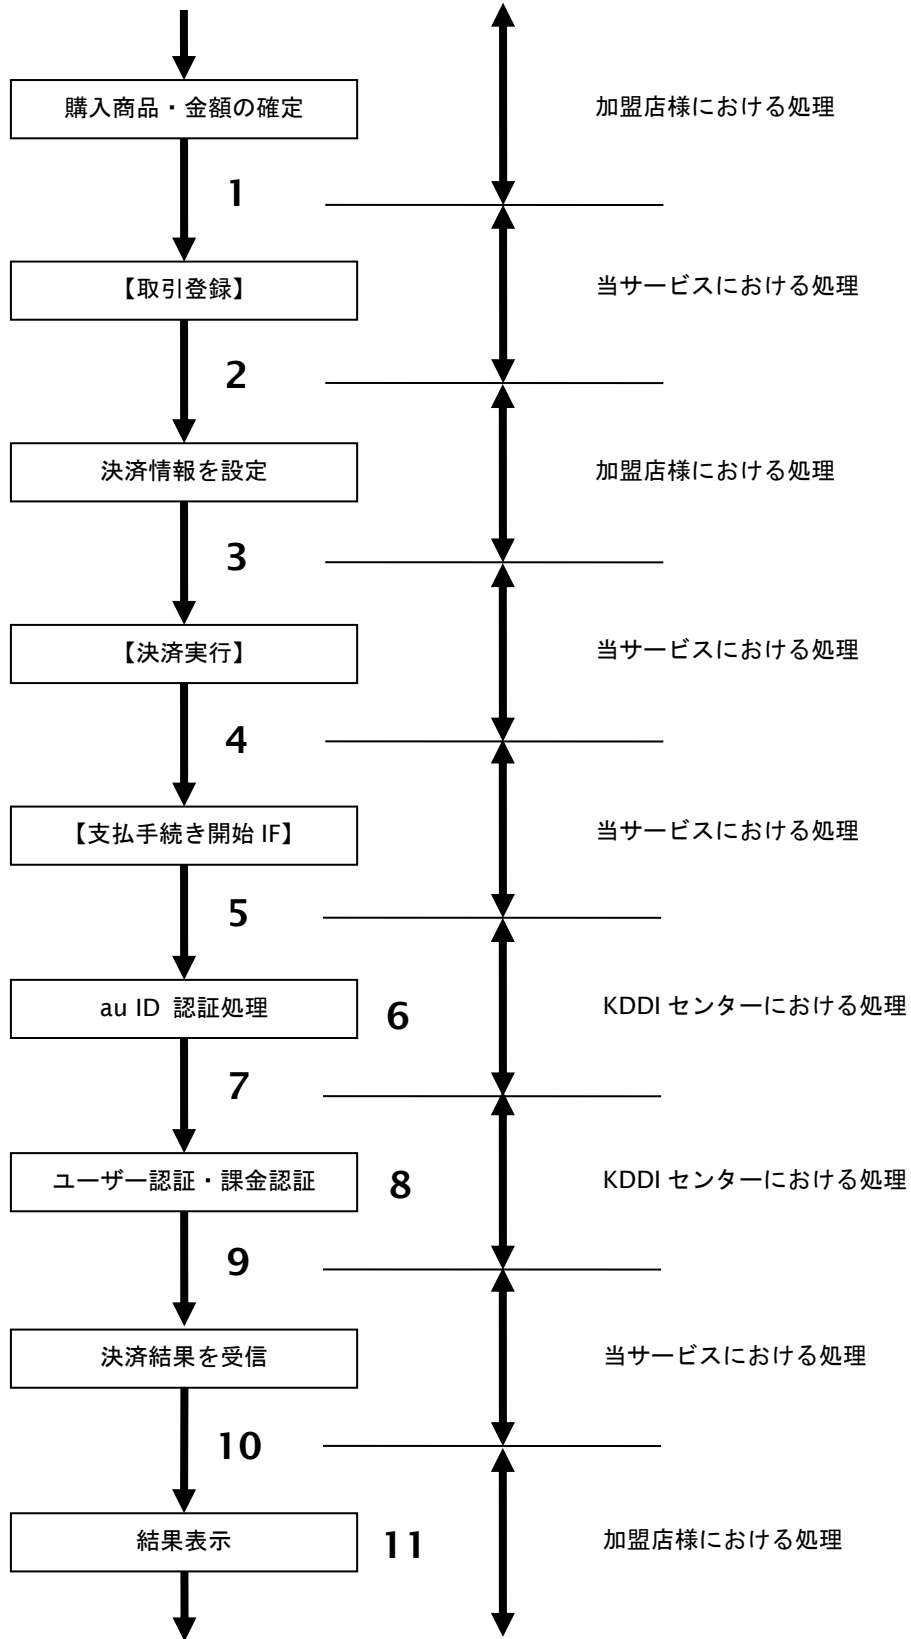 購入商品・金額の確定
加盟店様における処理
1
【取引登録】
当サービスにおける処理
2
決済情報を設定
加盟店様における処理
3
【決済実行】
当サービスにおける処理
4
【支払手続き開始 IF】
当サービスにおける処理
5
au ID 認証処理
6
KDDI センターにおける処理
7
ユーザー認証・課金認証
8
KDDI センターにおける処理
9
決済結果を受信
当サービスにおける処理
10
結果表示
11
加盟店様における処理